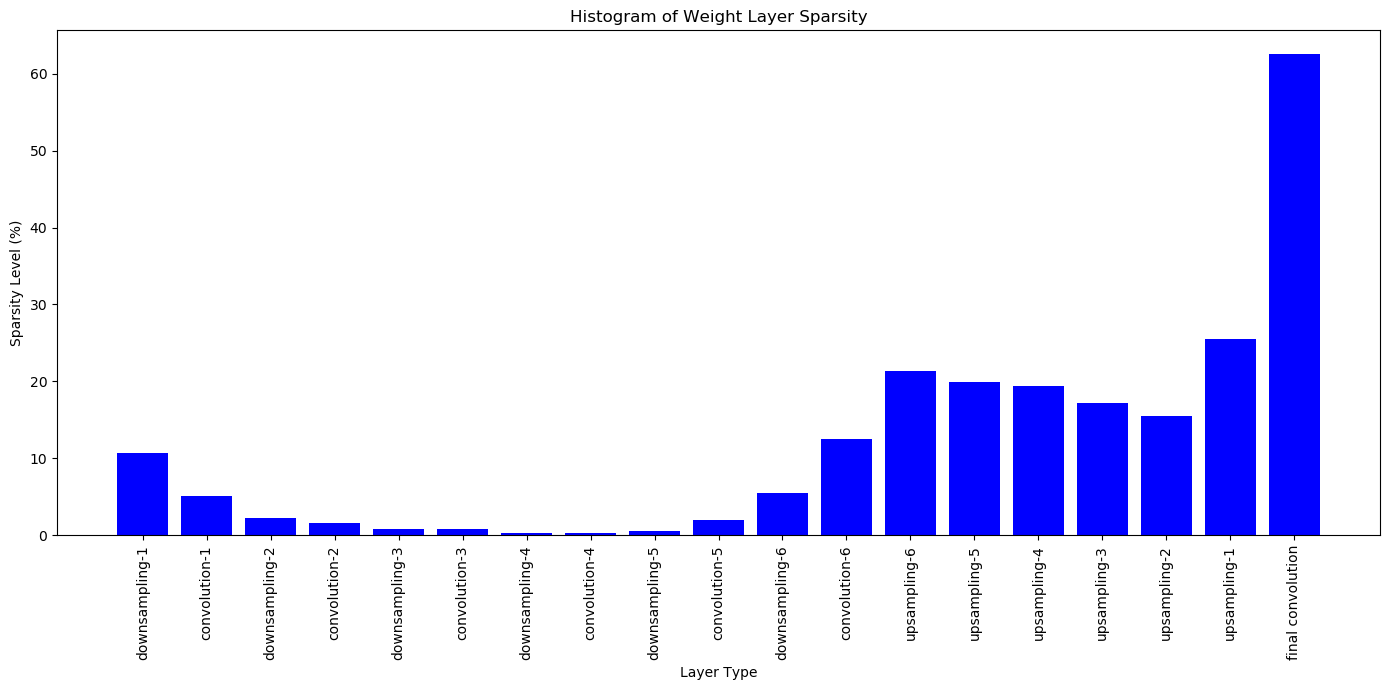 Histogram of Weight Layer Sparsity
Sparsity Level (%)
60
50
40
30
20
10
0
downsampling-1
convolution-1
downsampling-2
convolution-2
downsampling-3
convolution-3
downsampling-4
convolution-4
downsampling-5
convolution-5
downsampling-6
convolution-6
upsampling-6
upsampling-5
upsampling-4
upsampling-3
upsampling-2
upsampling-1
final convolution
Layer Type